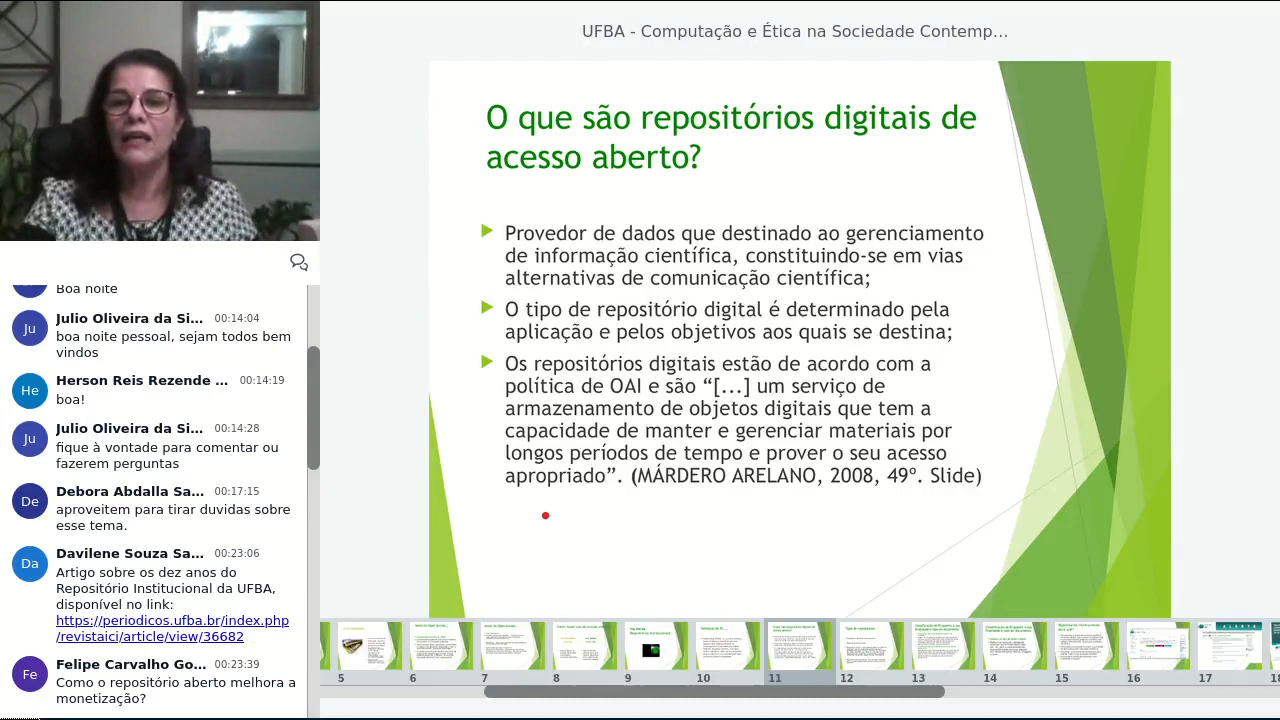 UFBA - Computação e Ética na Sociedade Contemp...
O que são repositórios digitais de
acesso aberto?
Provedor de dados que destinado ao gerenciamento
de informação científica, constituindo-se em vias
alternativas de comunicação científica;
O tipo de repositório digital é determinado pela
aplicação e pelos objetivos aos quais se destina;
Os repositórios digitais estão de acordo com a
política de OAI e são “[...] um serviço de
armazenamento de objetos digitais que tem a
capacidade de manter e gerenciar materiais por
longos períodos de tempo e prover o seu acesso
apropriado”. (MÁRDERO ARELANO, 2008, 49º. Slide)
Boa noite
Ju
Julio Oliveira da Si... 00:14:04
boa noite pessoal, sejam todos bem
vindos
He
Herson Reis Rezende ... 00:14:19
boa!
Ju
Julio Oliveira da Si... 00:14:28
fique à vontade para comentar ou
fazerem perguntas
De
Debora Abdalla Sa... 00:17:15
aproveitem para tirar duvidas sobre
esse tema.
Da
Davilene Souza Sa... 00:23:06
Artigo sobre os dez anos do
Repositório Institucional da UFBA,
disponível no link:
https://periodicos.ufba.br/index.php
/revistaici/article/view/36682
Fe
Felipe Carvalho Go... 00:23:25
Como o repositório aberto melhora a
monetização?
5 6 7 8 9 10 11 12 13 14 15 16 17 18